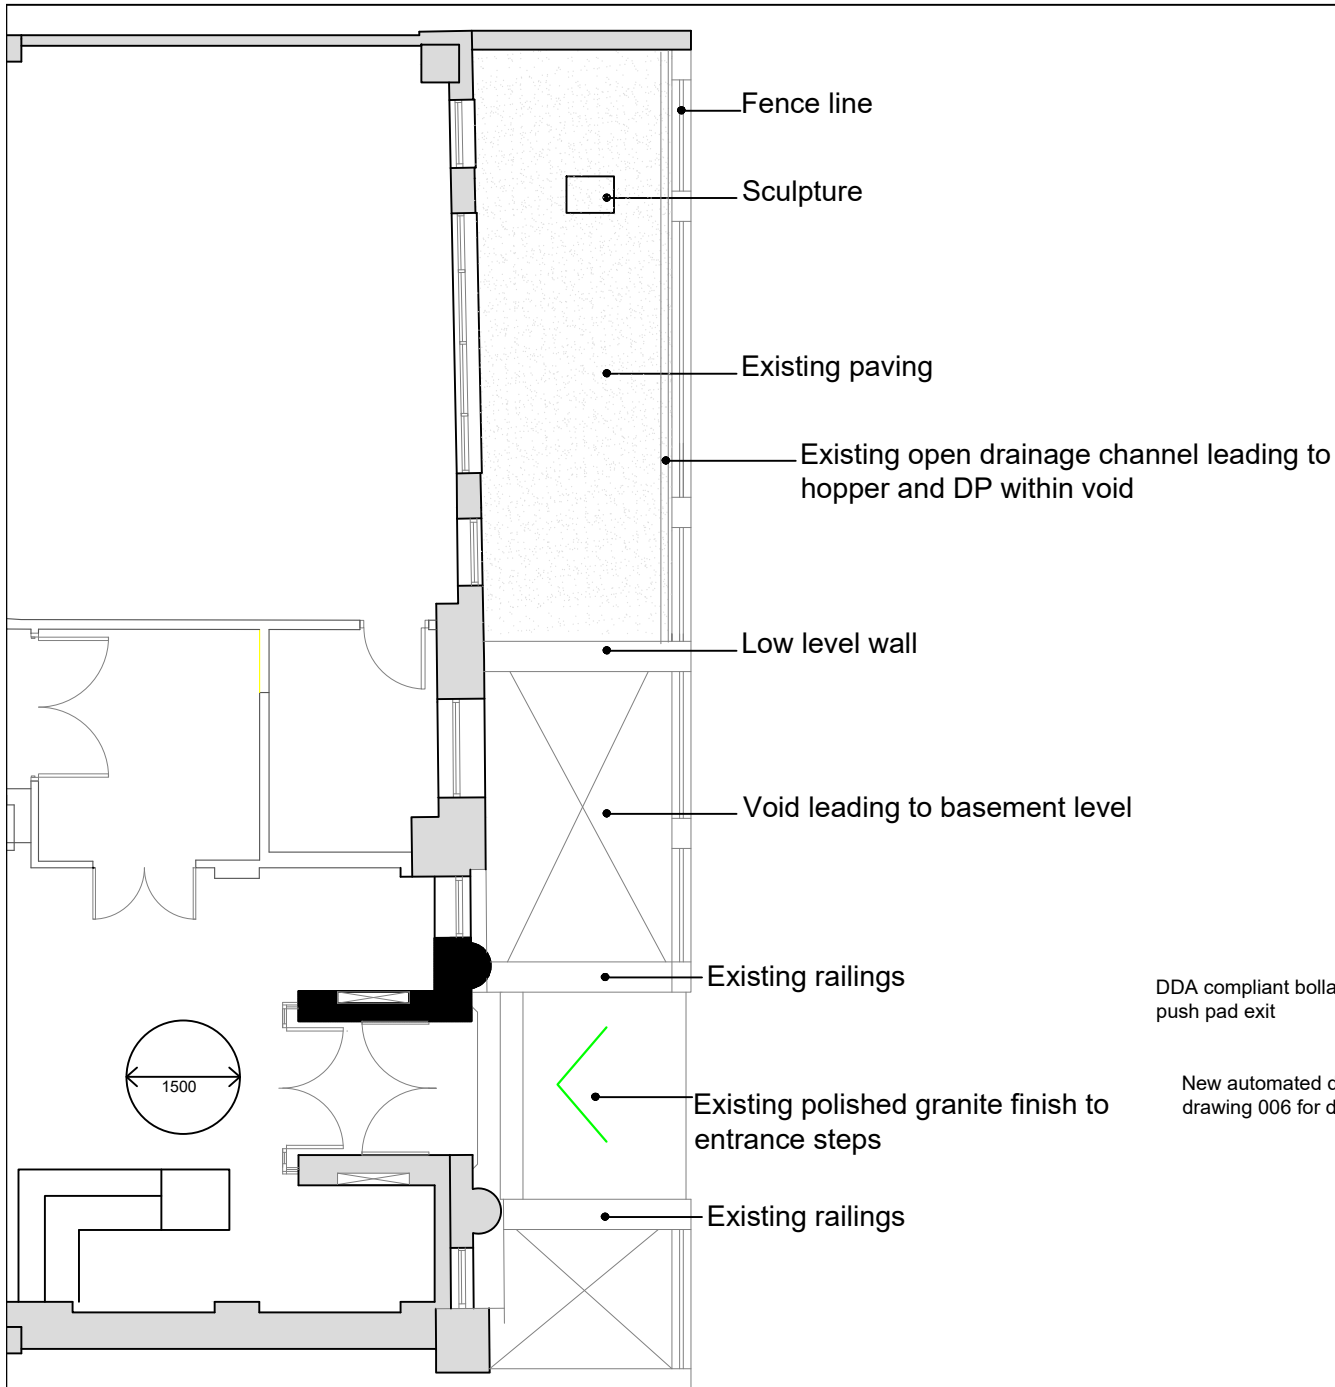 Fence line
Sculpture
Existing paving
Existing open drainage channel leading to
hopper and DP within void
Low level wall
Void leading to basement level
Existing railings
DDA compliant
push pad exit
1500
New automated
drawing 006 for
Existing polished granite finish to
entrance steps
Existing railings